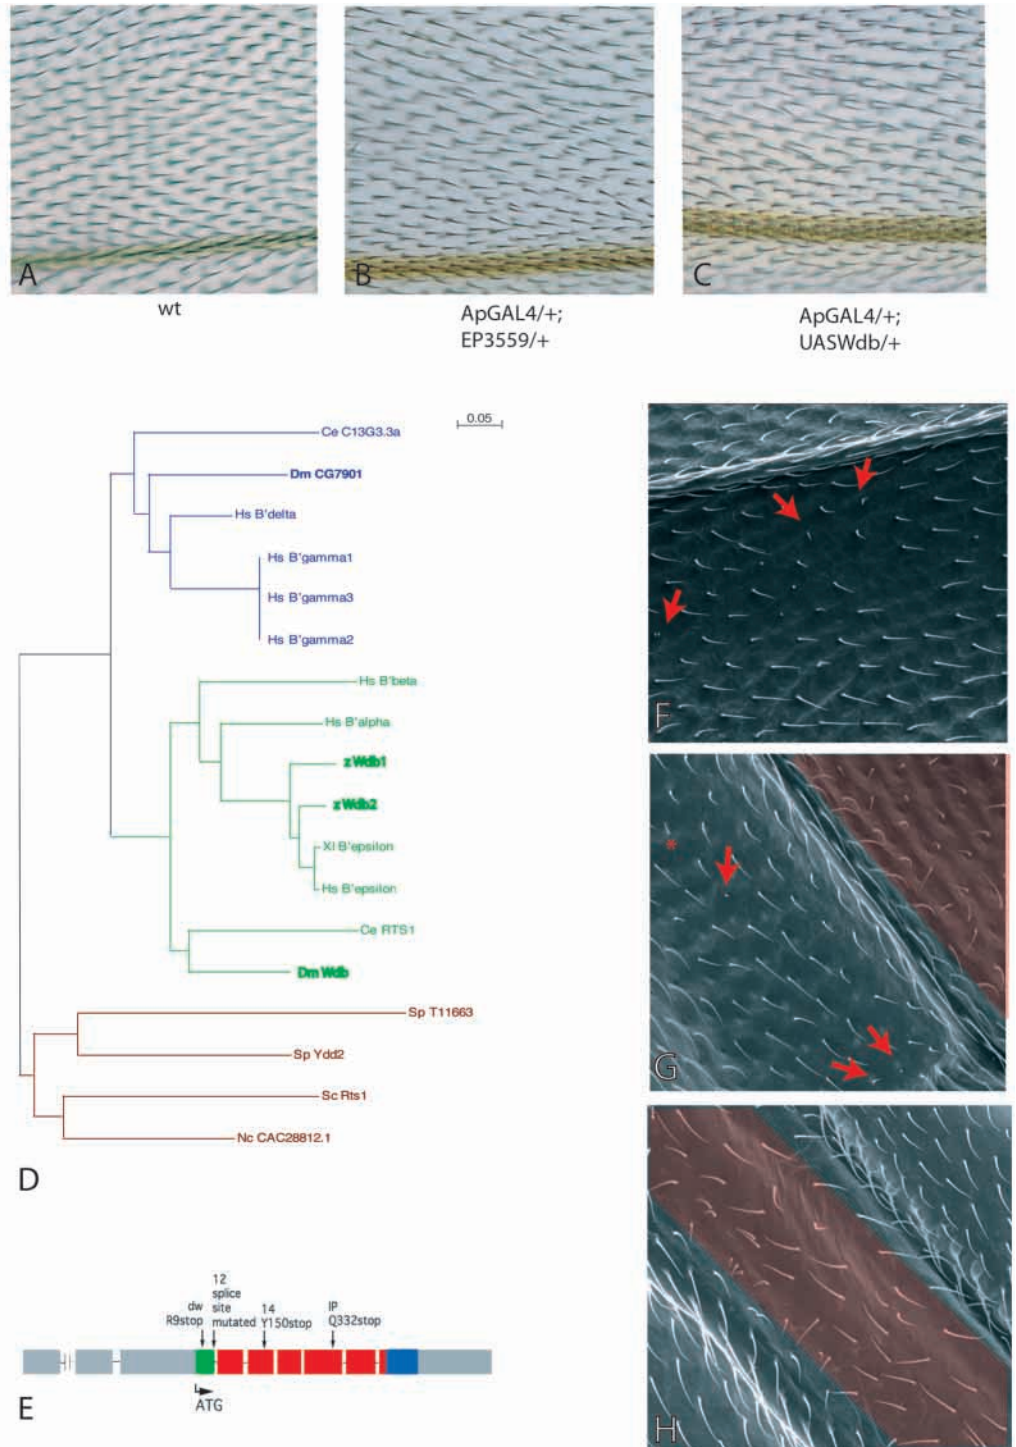 A
B
C
wt
ApGAL4/+;
EP3559/+
ApGAL4/+;
UASWdb/+
0.05
Ce C13G3.3a
Dm CG7901
Hs B'delta
Hs B'gamma1
Hs B'gamma3
Hs B'gamma2
Hs B'beta
Hs B'alpha
z Wdb1
z Wdb2
Xl B'epsilon
Hs B'epsilon
Ce RTS1
Dm Wdb
Sp T11663
Sp Ydd2
Sc Rts1
Nc CAC28812.1
D
F
*
G
H
dw
R9stop
12
splice
site
mutated
14
Y150stop
IP
Q332stop
ATG
E